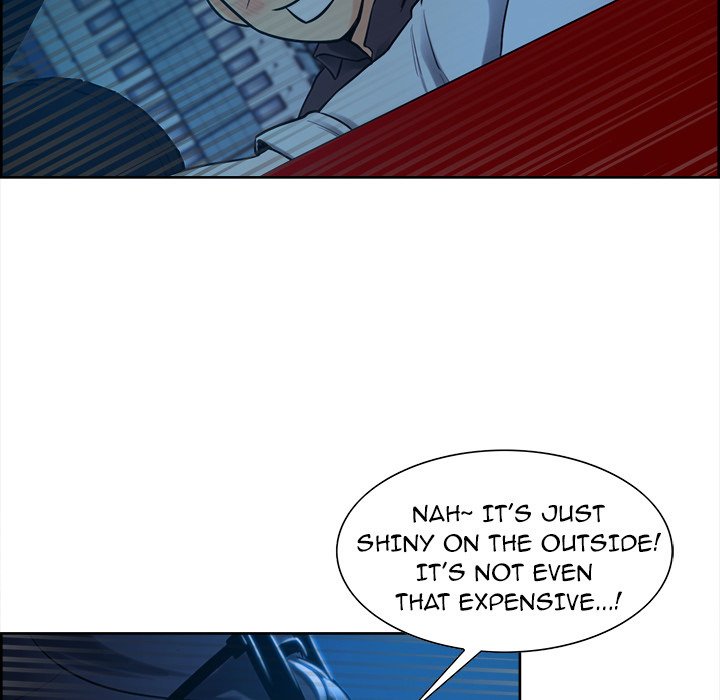 NAH~ IT'S JUST
SHINY ON THE OUTSIDE!
IT'S NOT EVEN
THAT EXPENSIVE...!